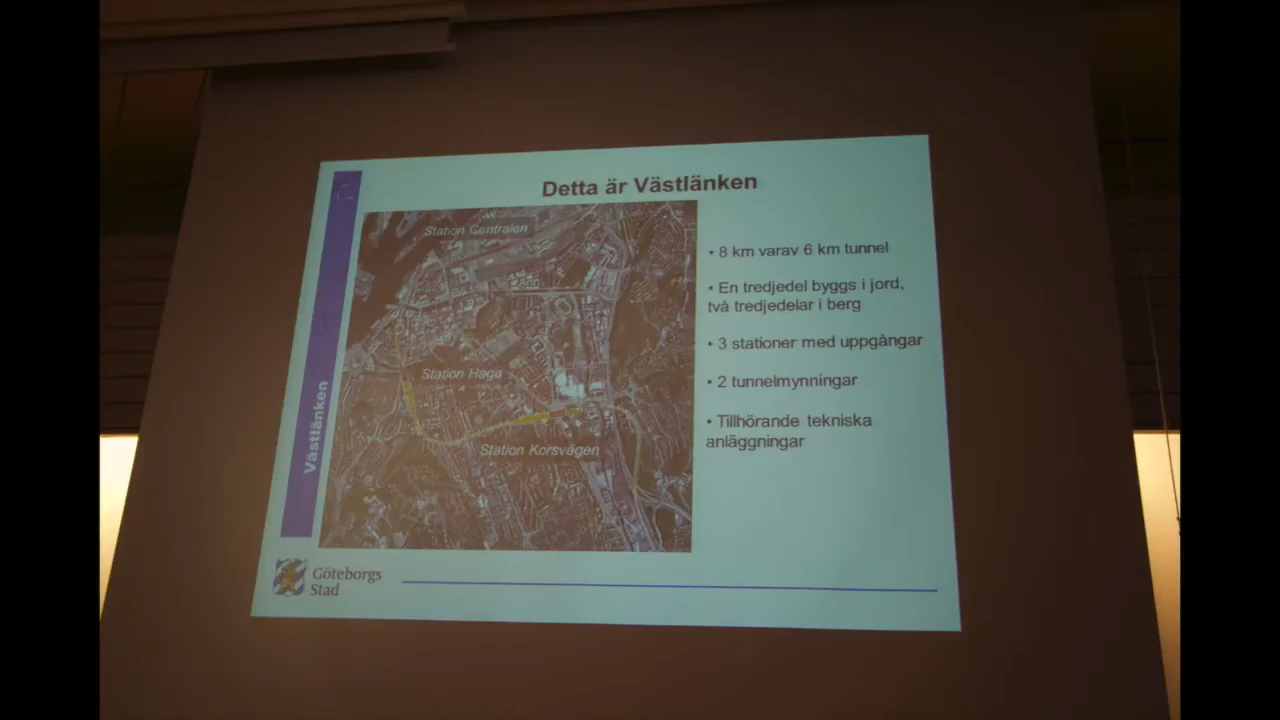 Detta är Västlänken
Station Centralen
Station Haga
Station Korsvägen
• 8 km varav 6 km tunnel
• En tredjedel byggs i jord,
två tredjedelar i berg
• 3 stationer med uppgångar
• 2 tunnelmynningar
• Tillhörande tekniska
anläggningar
Västlänken
Göteborgs
Stad